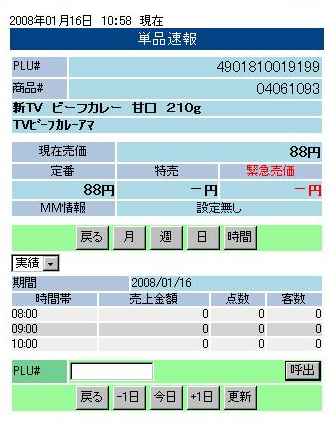 2008年01月16日 10:58 現在
単品速報
PLU# 4901810019199
商品# 04061093
新TV ビーフカレー 甘口 210g
TVﾋﾞｰﾌｶﾚｰｱﾏ
現在売価 88円
定番 特売 緊急売価
88円 ー円 ー円
MM情報 設定無し
戻る 月 週 日 時間
実績
期間 2008/01/16
時間帯 売上金額 点数 客数
08:00 0 0 0
09:00 0 0 0
10:00 0 0 0
PLU# 呼出
戻る -1日 今日 +1日 更新